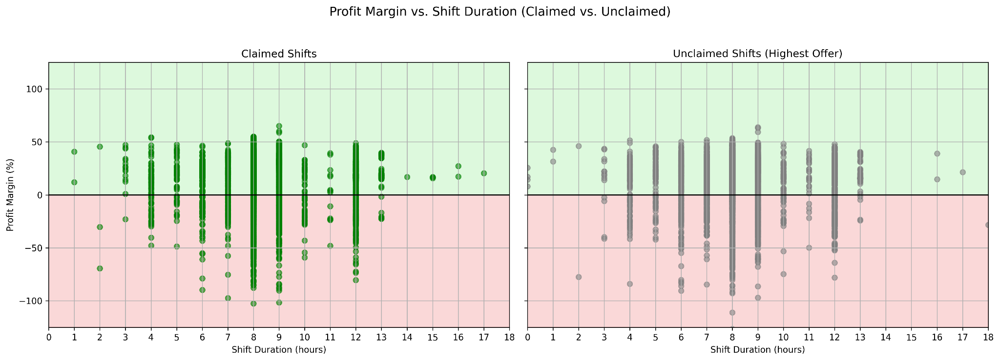 Profit Margin vs. Shift Duration (Claimed vs. Unclaimed)
Claimed Shifts
Unclaimed Shifts (Highest Offer)
Profit Margin (%)
100
50
0
−50
−100
0 1 2 3 4 5 6 7 8 9 10 11 12 13 14 15 16 17 18
0 1 2 3 4 5 6 7 8 9 10 11 12 13 14 15 16 17 18
Shift Duration (hours)
Shift Duration (hours)